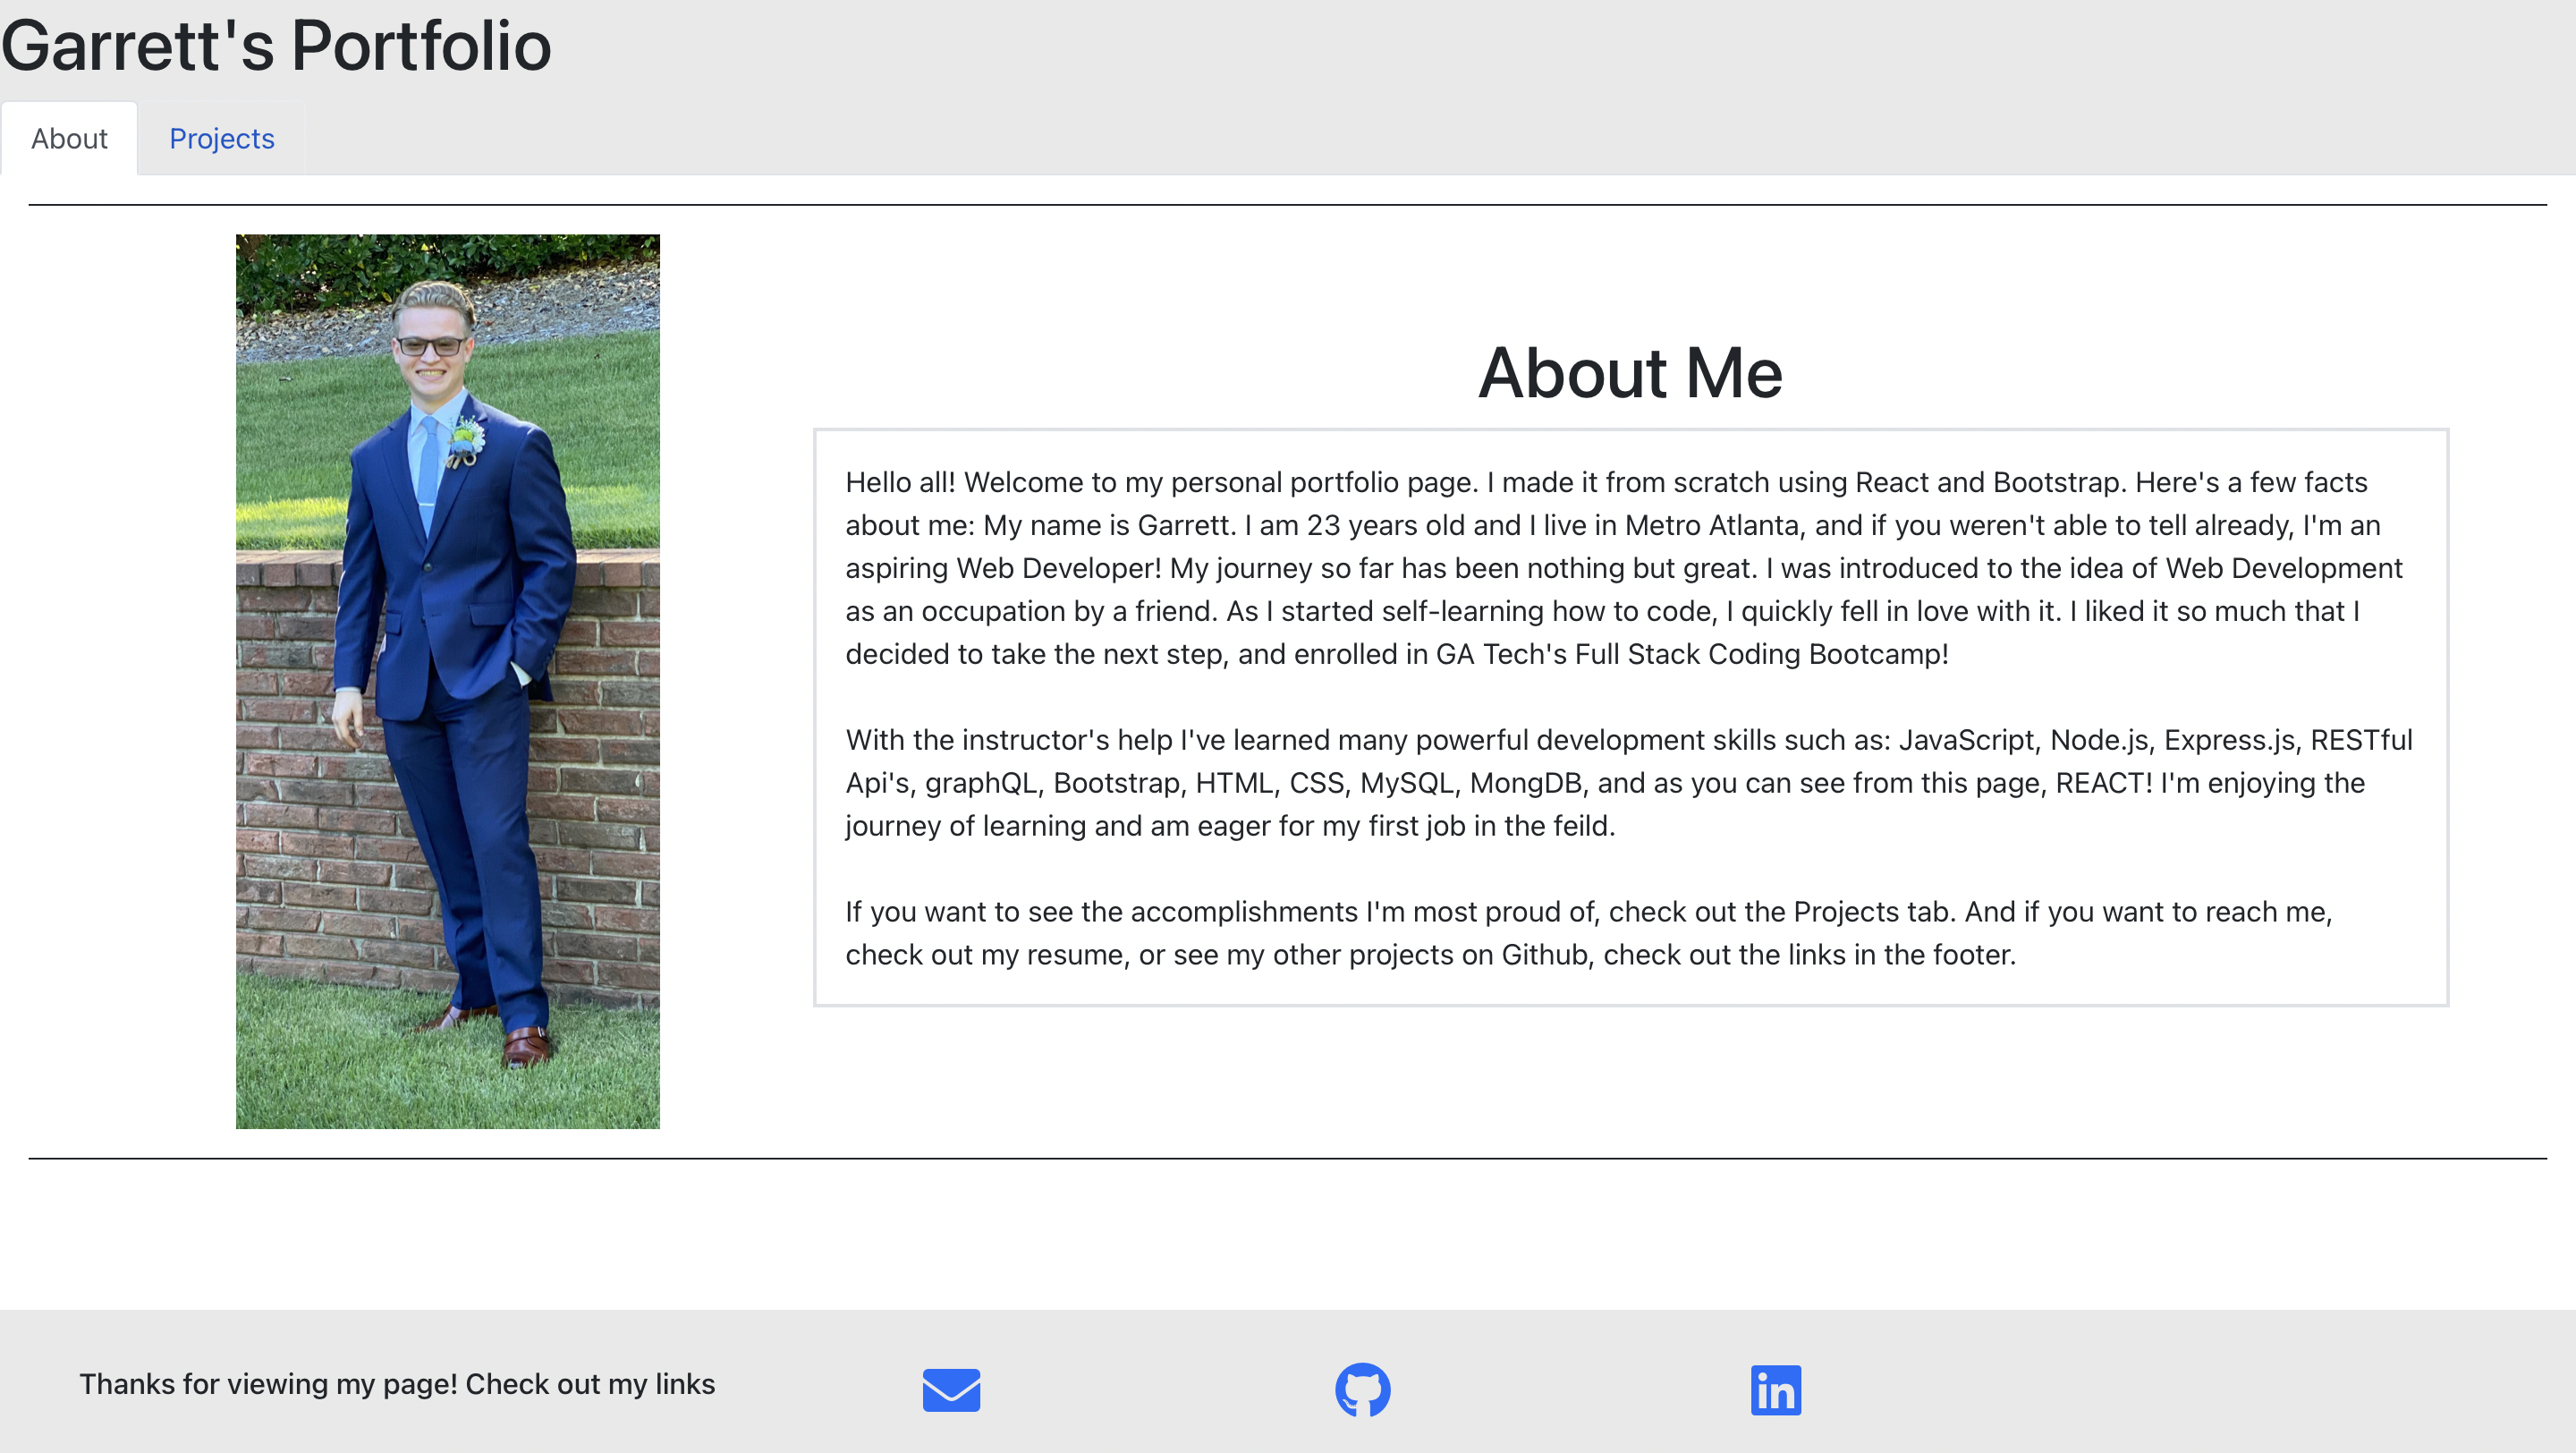 Garrett's Portfolio
About
Projects
About Me
Hello all! Welcome to my personal portfolio page. I made it from scratch using React and Bootstrap. Here's a few facts
about me: My name is Garrett. I am 23 years old and I live in Metro Atlanta, and if you weren't able to tell already, I'm an
aspiring Web Developer! My journey so far has been nothing but great. I was introduced to the idea of Web Development
as an occupation by a friend. As I started self-learning how to code, I quickly fell in love with it. I liked it so much that I
decided to take the next step, and enrolled in GA Tech's Full Stack Coding Bootcamp!
With the instructor's help I've learned many powerful development skills such as: JavaScript, Node.js, Express.js, RESTful
Api's, graphQL, Bootstrap, HTML, CSS, MySQL, MongDB, and as you can see from this page, REACT! I'm enjoying the
journey of learning and am eager for my first job in the feild.
If you want to see the accomplishments I'm most proud of, check out the Projects tab. And if you want to reach me,
check out my resume, or see my other projects on Github, check out the links in the footer.
Thanks for viewing my page! Check out my links
in